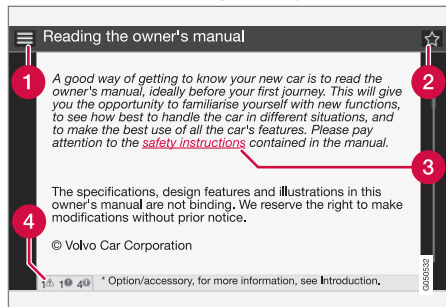 Reading the owner's manual
1
2
A good way of getting to know your new car is to read the
owner's manual, ideally before your first journey. This will give
you the opportunity to familiarise yourself with new functions,
to see how best to handle the car in different situations, and
to make the best use of all the car's features. Please pay
attention to the safety instructions contained in the manual.
3
The specifications, design features and illustrations in this
owner's manual are not binding. We reserve the right to make
modifications without prior notice.
© Volvo Car Corporation
4
1 1 4 * Option/accessory, for more information, see Introduction.
G050532